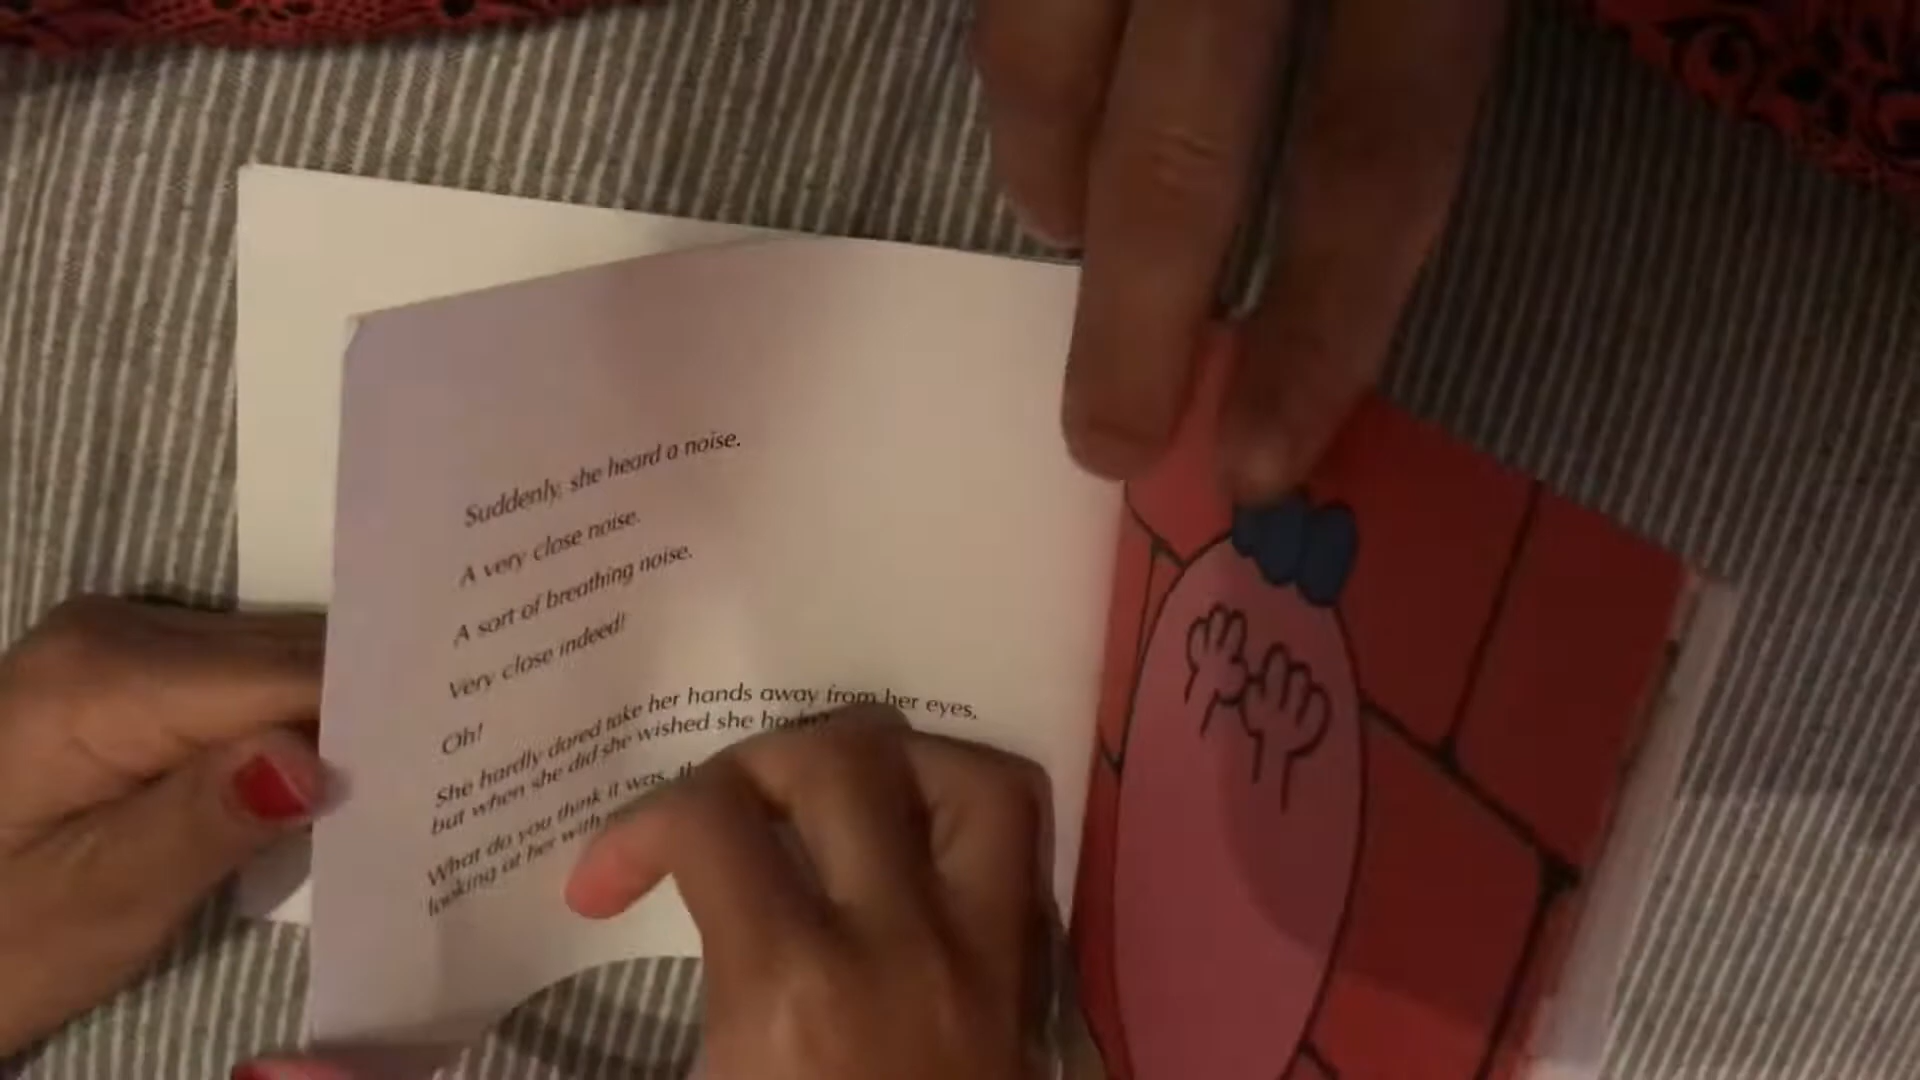 Suddenly, she heard a noise.
A very close noise.
A sort of breathing noise.
Very close indeed!
Oh!
She hardly dared take her hands away from her eyes,
but when she did she wished she hadn't
What do you think it was,
looking at her with